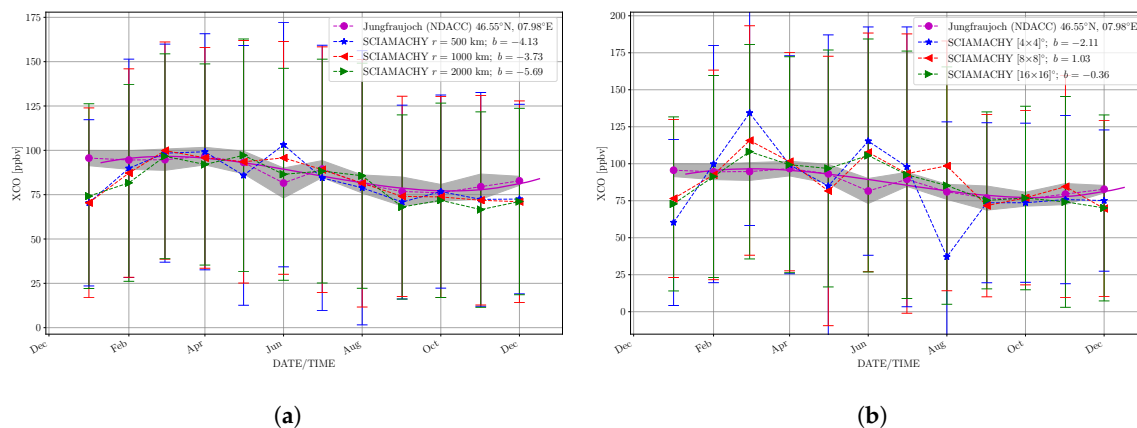 175
150
125
100
75
50
25
0
XCO [ppbv]
Dec
Feb
Apr
Jun
Aug
Oct
Dec
DATE/TIME
Jungfraujoch (NDACC) 46.55°N, 07.98°E
SCIAMACHY r = 500 km; b = −4.13
SCIAMACHY r = 1000 km; b = −3.73
SCIAMACHY r = 2000 km; b = −5.69
(a)
200
175
150
125
100
75
50
25
0
XCO [ppbv]
Dec
Feb
Apr
Jun
Aug
Oct
Dec
DATE/TIME
Jungfraujoch (NDACC) 46.55°N, 07.98°E
SCIAMACHY [4×4]°; b = −2.11
SCIAMACHY [8×8]°; b = 1.03
SCIAMACHY [16×16]°; b = −0.36
(b)